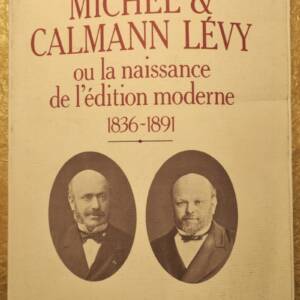 MICHEL &
CALMANN LÉVY
ou la naissance
de l'édition moderne
1836-1891